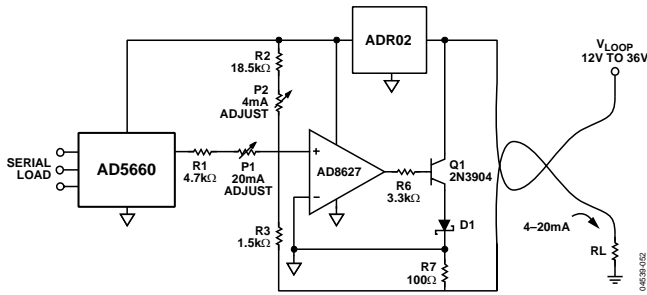 ADR02
V LOOP
12V TO 36V
R2
18.5kΩ
P2
4mA
ADJUST
SERIAL
LOAD
AD5660
R1
4.7kΩ
P1
20mA
ADJUST
+
–
AD8627
R6
3.3kΩ
Q1
2N3904
D1
R3
1.5kΩ
R7
100Ω
4–20mA
RL
04539-052